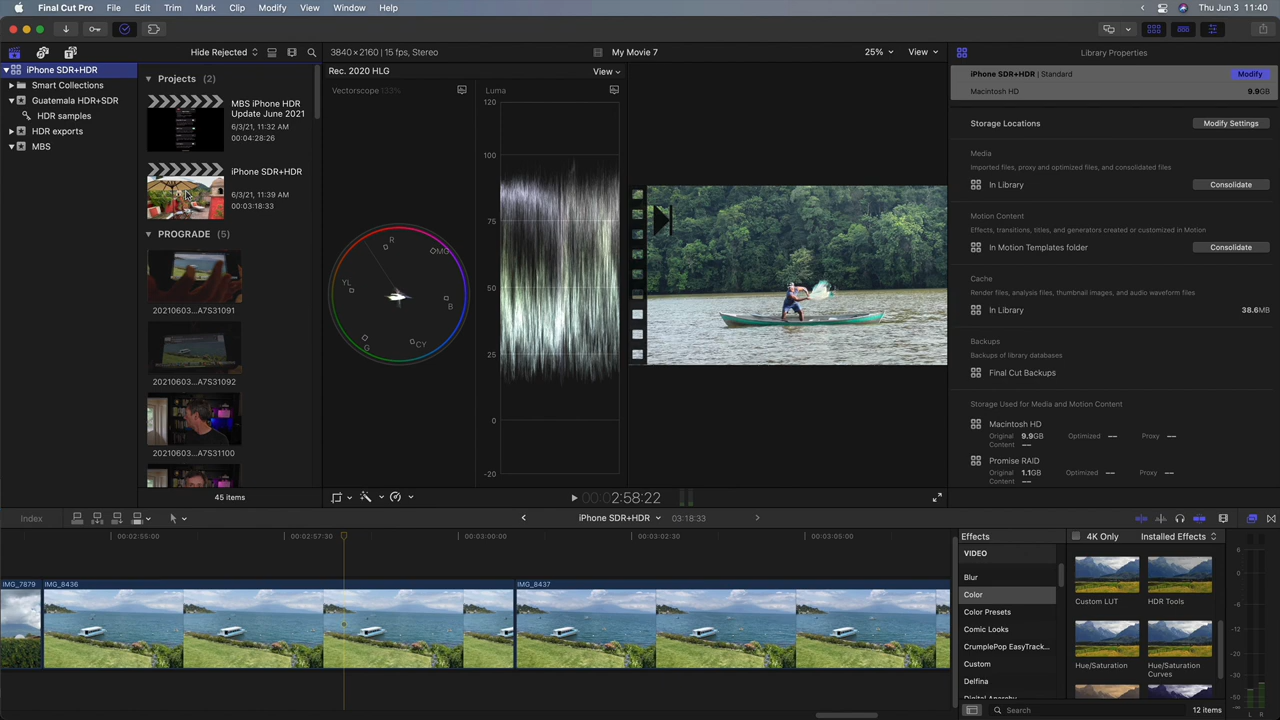 Final Cut Pro File Edit Trim Mark Clip Modify View Window Help Thu Jun 3 11:40
Hide Rejected
3840×2160 | 15 fps, Stereo
My Movie 7
25%
View
Library Properties
iPhone SDR+HDR
Smart Collections
Guatemala HDR+SDR
HDR samples
HDR exports
MBS
Projects (2)
MBS iPhone HDR
Update June 2021
6/3/21, 11:32 AM
00:04:28:26
iPhone SDR+HDR
6/3/21, 11:39 AM
00:03:18:33
PROGRADE (5)
20210603...A7S31091
20210603...A7S31092
20210603...A7S31100
45 items
Rec. 2020 HLG
View
Vectorscope (133%)
R
MG
YL
B
G
CY
Luma
120
100
75
50
25
0
-20
iPhone SDR+HDR | Standard
Modify
Macintosh HD
9.9GB
Storage Locations
Modify Settings
Media
Imported files, proxy and optimized files, and consolidated files
In Library
Consolidate
Motion Content
Effects, transitions, titles, and generators created or customized in Motion
In Motion Templates folder
Consolidate
Cache
Render files, analysis files, thumbnail images, and audio waveform files
In Library
38.6MB
Backups
Backups of library databases
Final Cut Backups
Storage Used for Media and Motion Content
Macintosh HD
Original 9.9GB Optimized -- Proxy --
Content --
Promise RAID
Original 1.1GB Optimized -- Proxy --
Content --
00:02:58:22
Index
iPhone SDR+HDR
03:18:33
00:02:55:00
00:02:57:30
00:03:00:00
00:03:02:30
00:03:05:00
IMG_7879
IMG_8436
IMG_8437
Effects
4K Only
Installed Effects
VIDEO
Blur
Color
Color Presets
Comic Looks
CrumplePop EasyTrack...
Custom
Delfina
Custom LUT
HDR Tools
Hue/Saturation
Hue/Saturation
Curves
Search
12 items
6
0
-6
-12
-20
-30
-50
L R